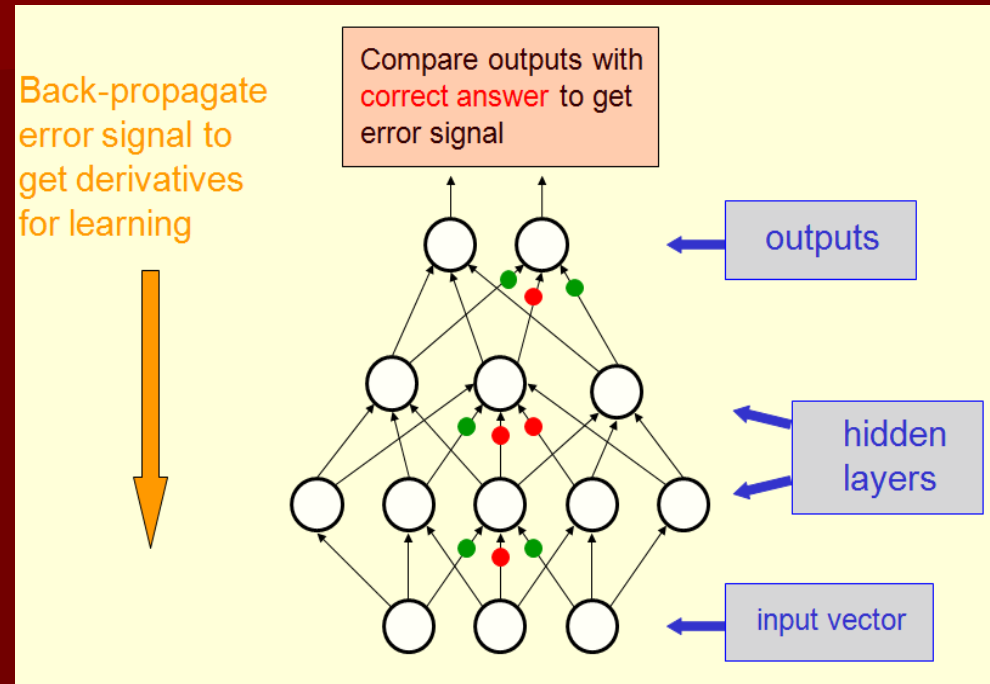 Back-propagate
error signal to
get derivatives
for learning
Compare outputs with
correct answer to get
error signal
outputs
hidden
layers
input vector